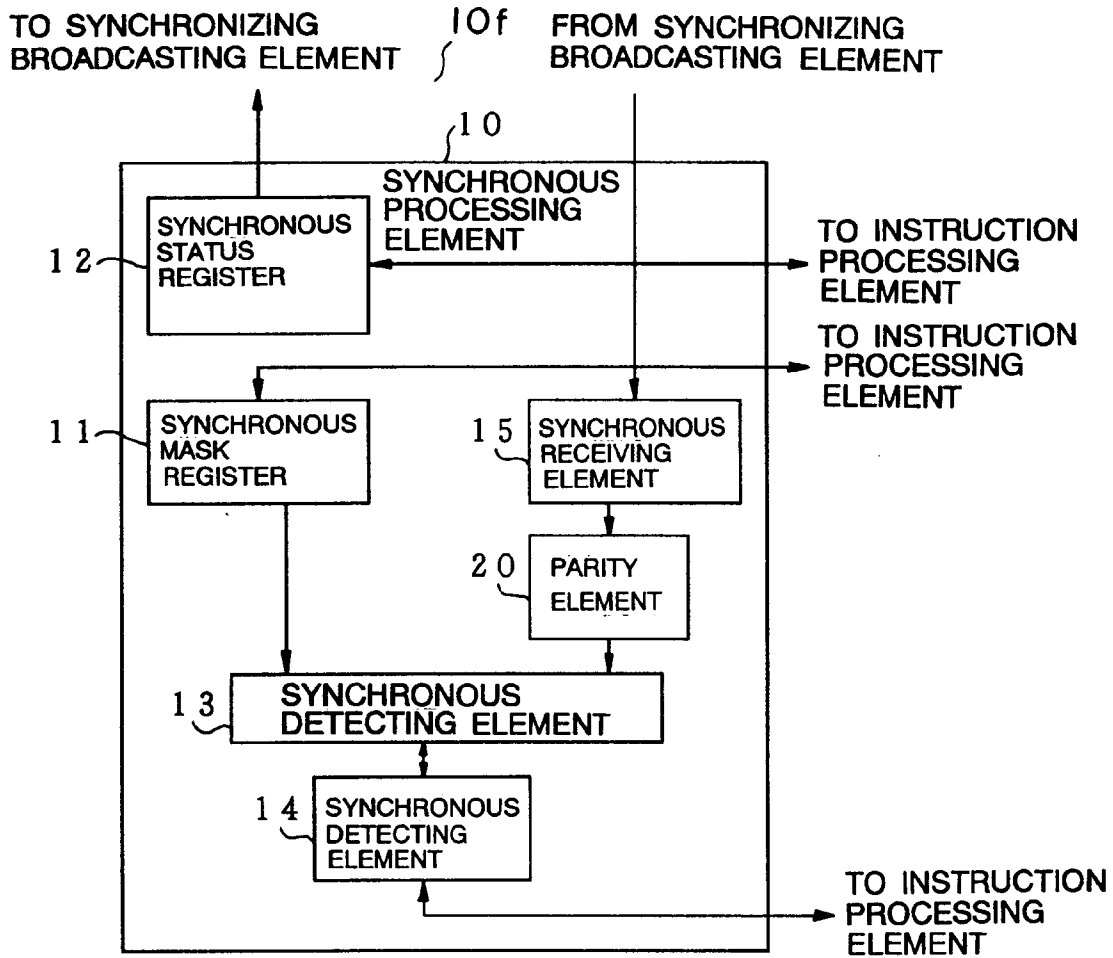 TO SYNCHRONIZING
BROADCASTING ELEMENT
10f
FROM SYNCHRONIZING
BROADCASTING ELEMENT
10
SYNCHRONOUS
PROCESSING
ELEMENT
12
SYNCHRONOUS
STATUS
REGISTER
TO INSTRUCTION
PROCESSING
ELEMENT
TO INSTRUCTION
PROCESSING
ELEMENT
11
SYNCHRONOUS
MASK
REGISTER
15
SYNCHRONOUS
RECEIVING
ELEMENT
20
PARITY
ELEMENT
13
SYNCHRONOUS
DETECTING ELEMENT
14
SYNCHRONOUS
DETECTING
ELEMENT
TO INSTRUCTION
PROCESSING
ELEMENT